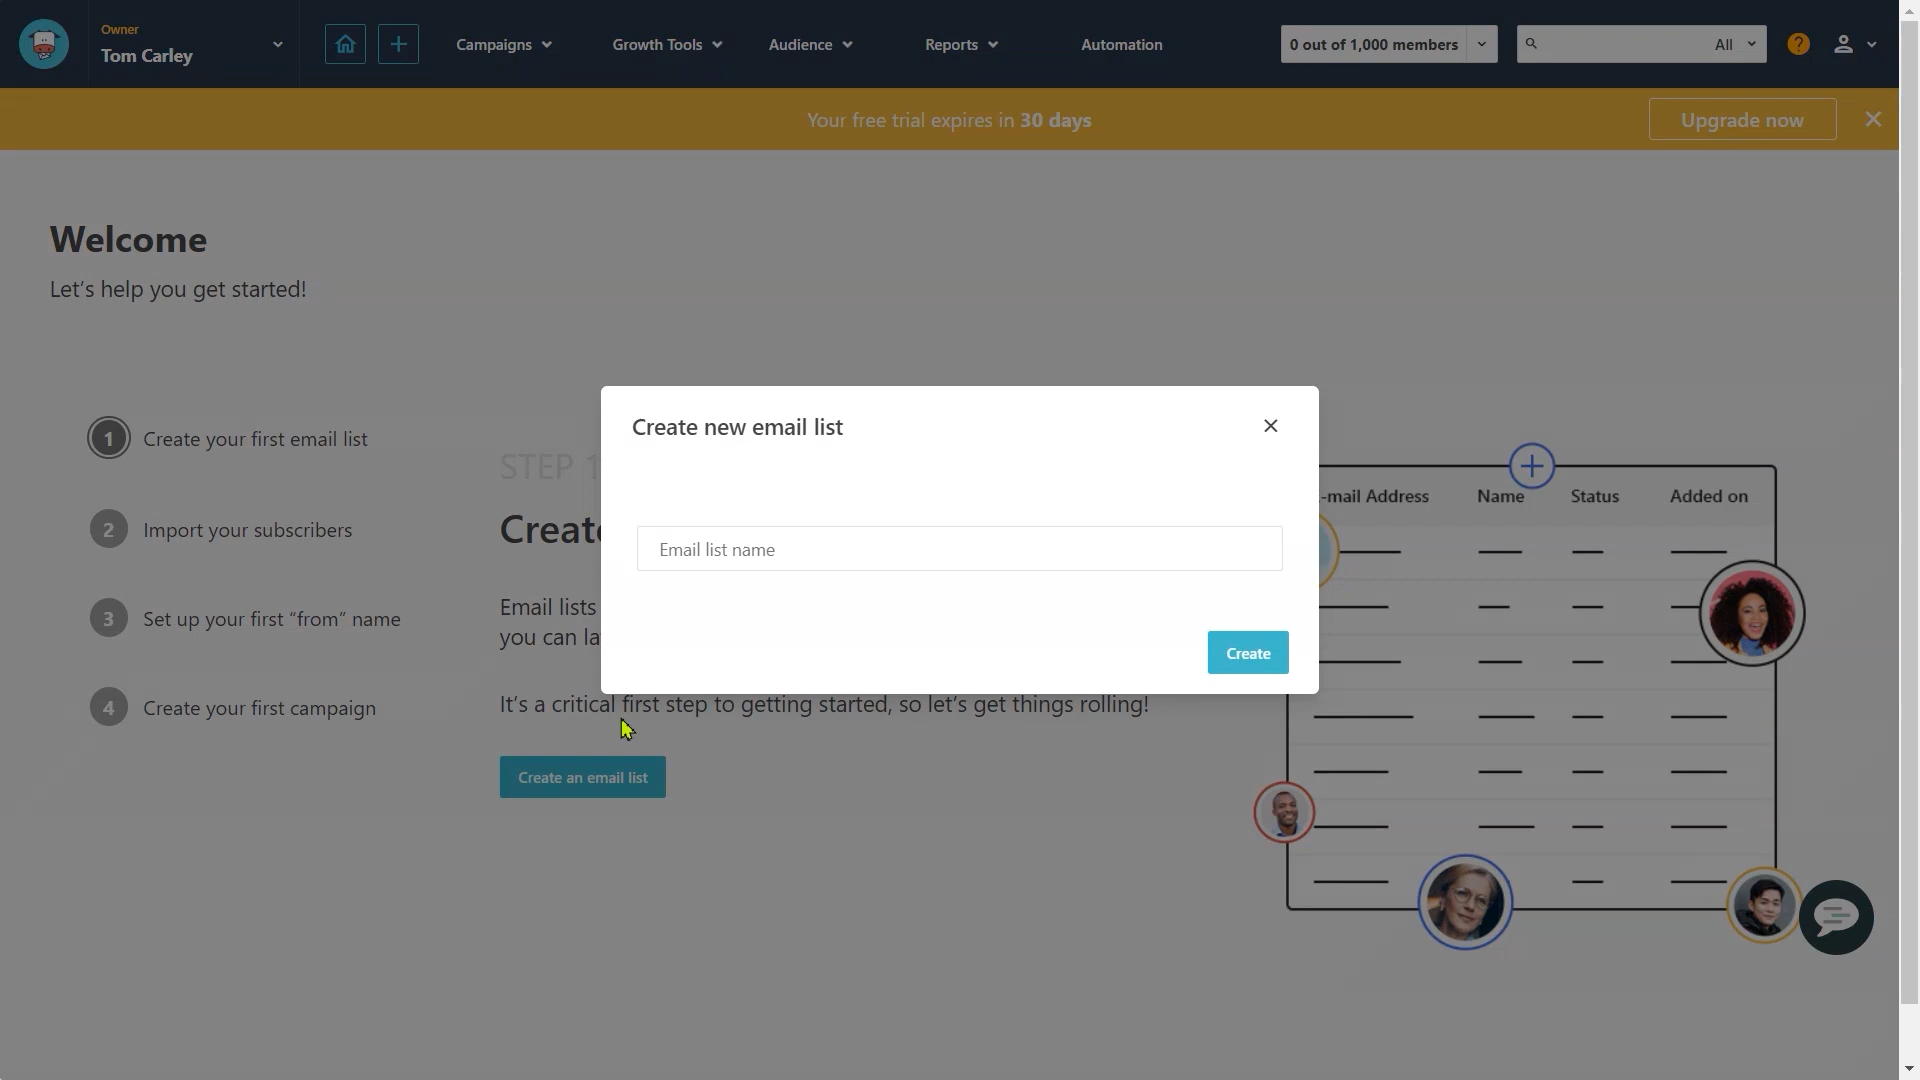 Owner
Tom Carley
Campaigns
Growth Tools
Audience
Reports
Automation
0 out of 1,000 members
All
?
Your free trial expires in 30 days
Upgrade now
Welcome
Let's help you get started!
1 Create your first email list
2 Import your subscribers
3 Set up your first “from” name
4 Create your first campaign
STEP 1
Create
Email lists
you can la
It's a critical first step to getting started, so let's get things rolling!
Create an email list
Create new email list
Email list name
Create
-mail Address
Name
Status
Added on